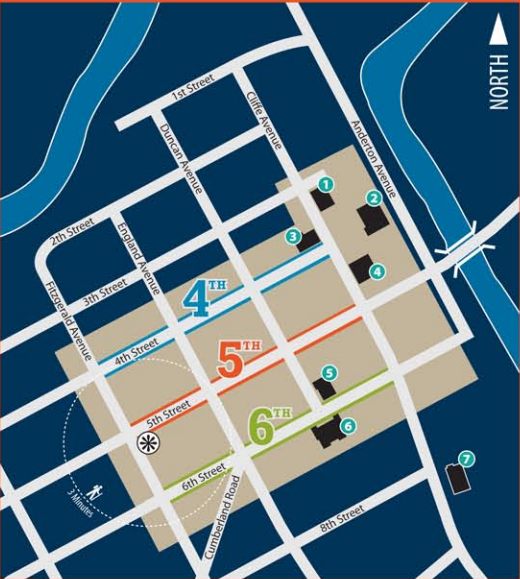 NORTH
1st Street
Cliffe Avenue
Duncan Avenue
Anderton Avenue
1
2
2th Street
England Avenue
3
3th Street
4
Fitzgerald Avenue
4TH
4th Street
5TH
5
5th Street
6TH
6
6th Street
7
3 Minutes
Cumberland Road
8th Street